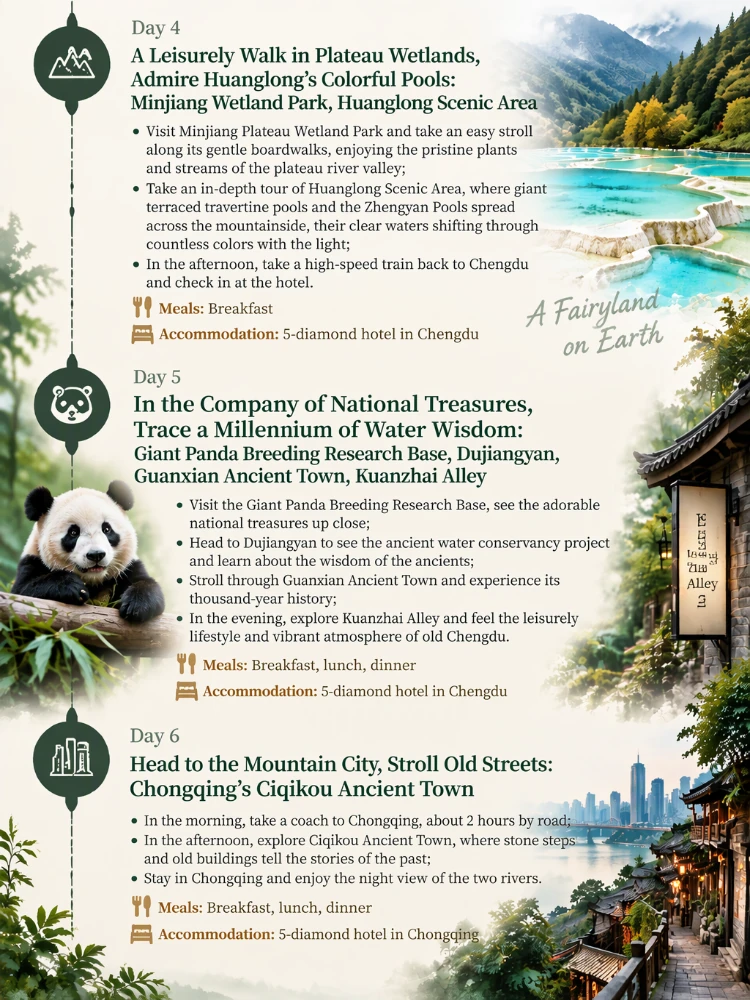 Day 4
A Leisurely Walk in Plateau Wetlands,
Admire Huanglong's Colorful Pools:
Minjiang Wetland Park, Huanglong Scenic Area
• Visit Minjiang Plateau Wetland Park and take an easy stroll
along its gentle boardwalks, enjoying the pristine plants
and streams of the plateau river valley;
• Take an in-depth tour of Huanglong Scenic Area, where giant
terraced travertine pools and the Zhengyan Pools spread
across the mountainside, their clear waters shifting through
countless colors with the light;
• In the afternoon, take a high-speed train back to Chengdu
and check in at the hotel.
Meals: Breakfast
Accommodation: 5-diamond hotel in Chengdu
A Fairyland
on Earth
Day 5
In the Company of National Treasures,
Trace a Millennium of Water Wisdom:
Giant Panda Breeding Research Base, Dujiangyan,
Guanxian Ancient Town, Kuanzhai Alley
• Visit the Giant Panda Breeding Research Base, see the adorable
national treasures up close;
• Head to Dujiangyan to see the ancient water conservancy project
and learn about the wisdom of the ancients;
• Stroll through Guanxian Ancient Town and experience its
thousand-year history;
• In the evening, explore Kuanzhai Alley and feel the leisurely
lifestyle and vibrant atmosphere of old Chengdu.
Meals: Breakfast, lunch, dinner
Accommodation: 5-diamond hotel in Chengdu
Alley
Day 6
Head to the Mountain City, Stroll Old Streets:
Chongqing's Ciqikou Ancient Town
• In the morning, take a coach to Chongqing, about 2 hours by road;
• In the afternoon, explore Ciqikou Ancient Town, where stone steps
and old buildings tell the stories of the past;
• Stay in Chongqing and enjoy the night view of the two rivers.
Meals: Breakfast, lunch, dinner
Accommodation: 5-diamond hotel in Chongqing